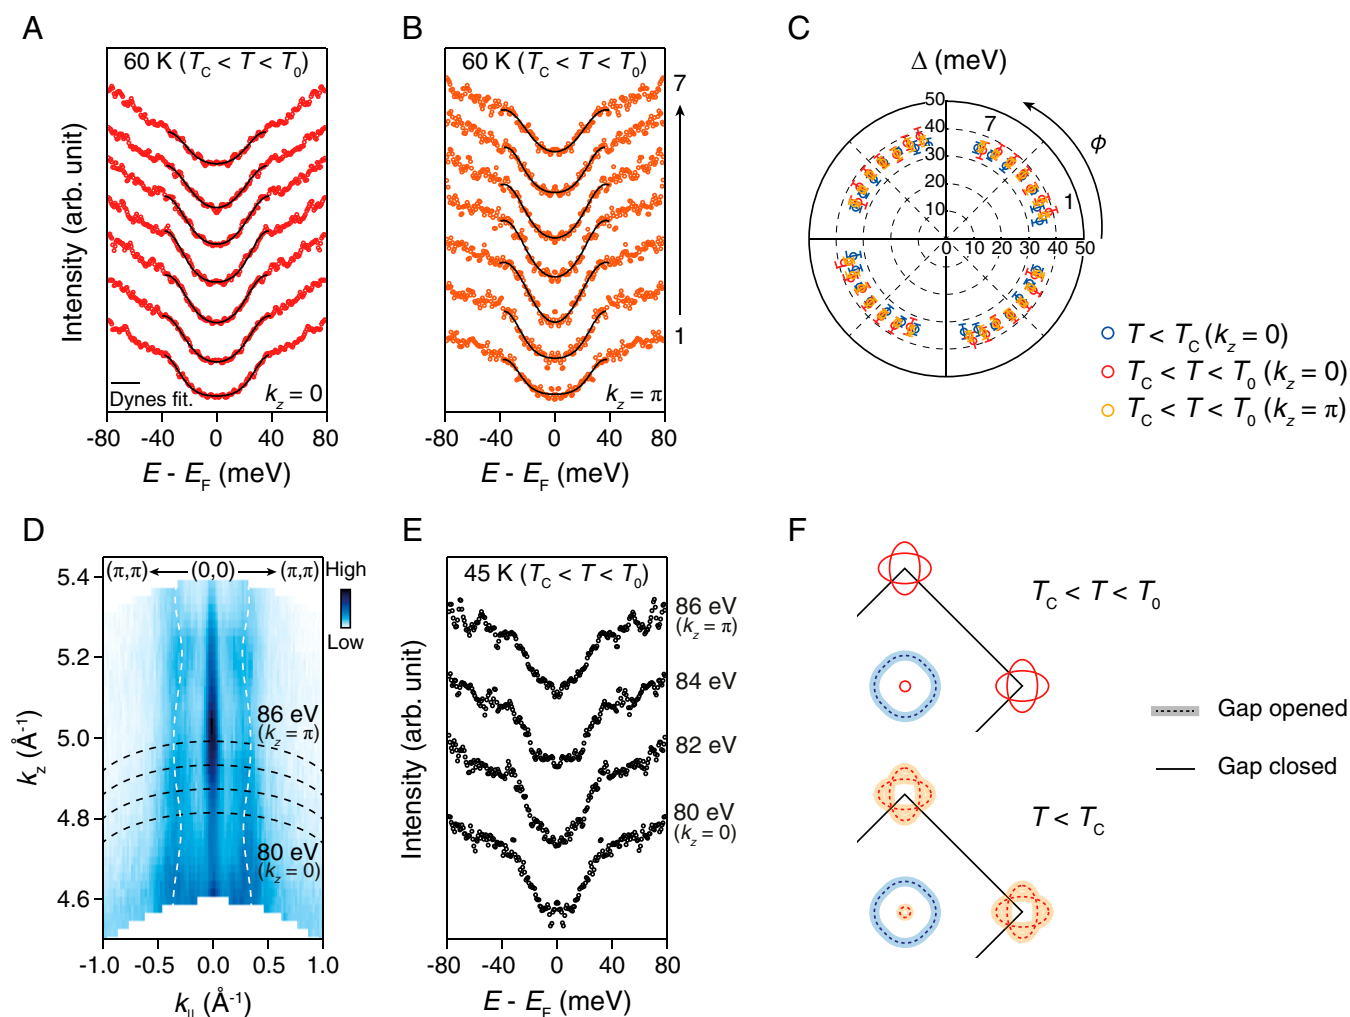 A
60 K (TC < T < T0)
Intensity (arb. unit)
Dynes fit.
kz = 0
-80 -40 0 40 80
E - EF (meV)
B
60 K (TC < T < T0)
7
1
kz = π
-80 -40 0 40 80
E - EF (meV)
C
Δ (meV)
50
40
30
20
10
0 10 20 30 40 50
7
1
ϕ
T < TC (kz = 0)
TC < T < T0 (kz = 0)
TC < T < T0 (kz = π)
D
(π,π) (0,0) (π,π)
High
Low
5.4
5.2
5.0
4.8
4.6
kz (Å-1)
86 eV
(kz = π)
80 eV
(kz = 0)
-1.0 -0.5 0.0 0.5 1.0
k|| (Å-1)
E
45 K (TC < T < T0)
Intensity (arb. unit)
86 eV
(kz = π)
84 eV
82 eV
80 eV
(kz = 0)
-80 -40 0 40 80
E - EF (meV)
F
TC < T < T0
Gap opened
Gap closed
T < TC